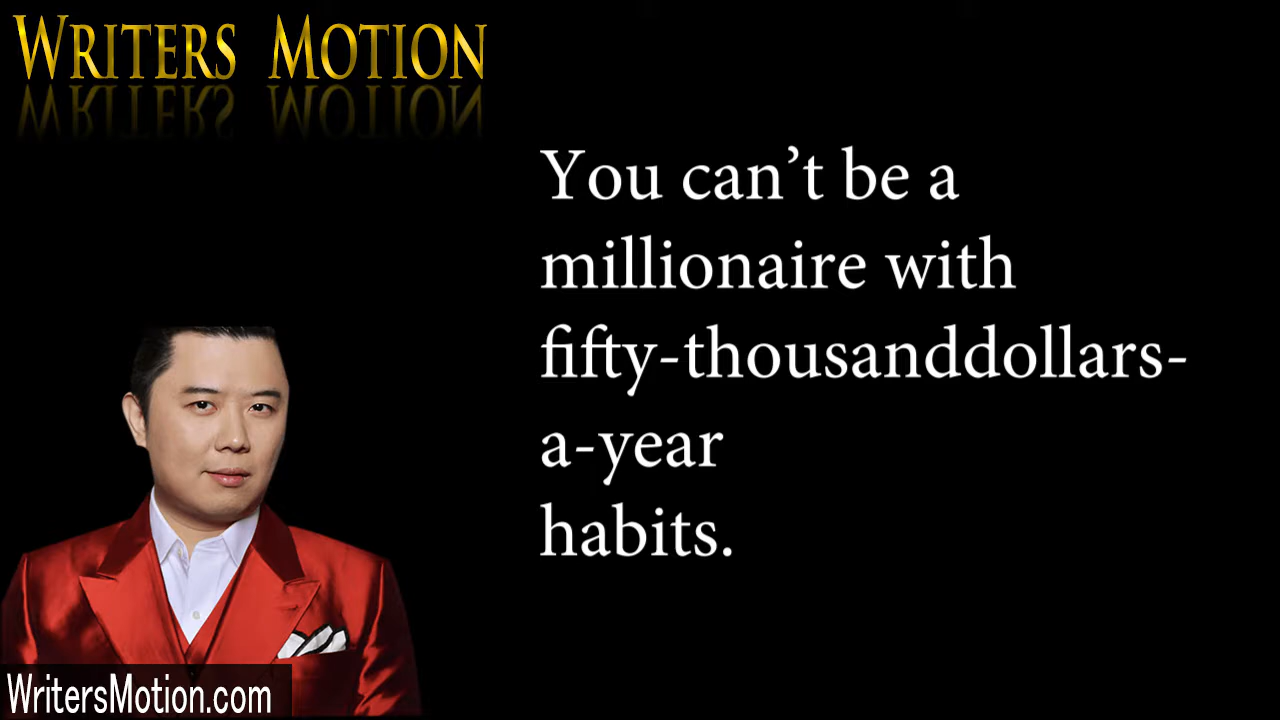 WRITERS MOTION
You can’t be a
millionaire with
fifty-thousanddollars-
a-year
habits.
WritersMotion.com